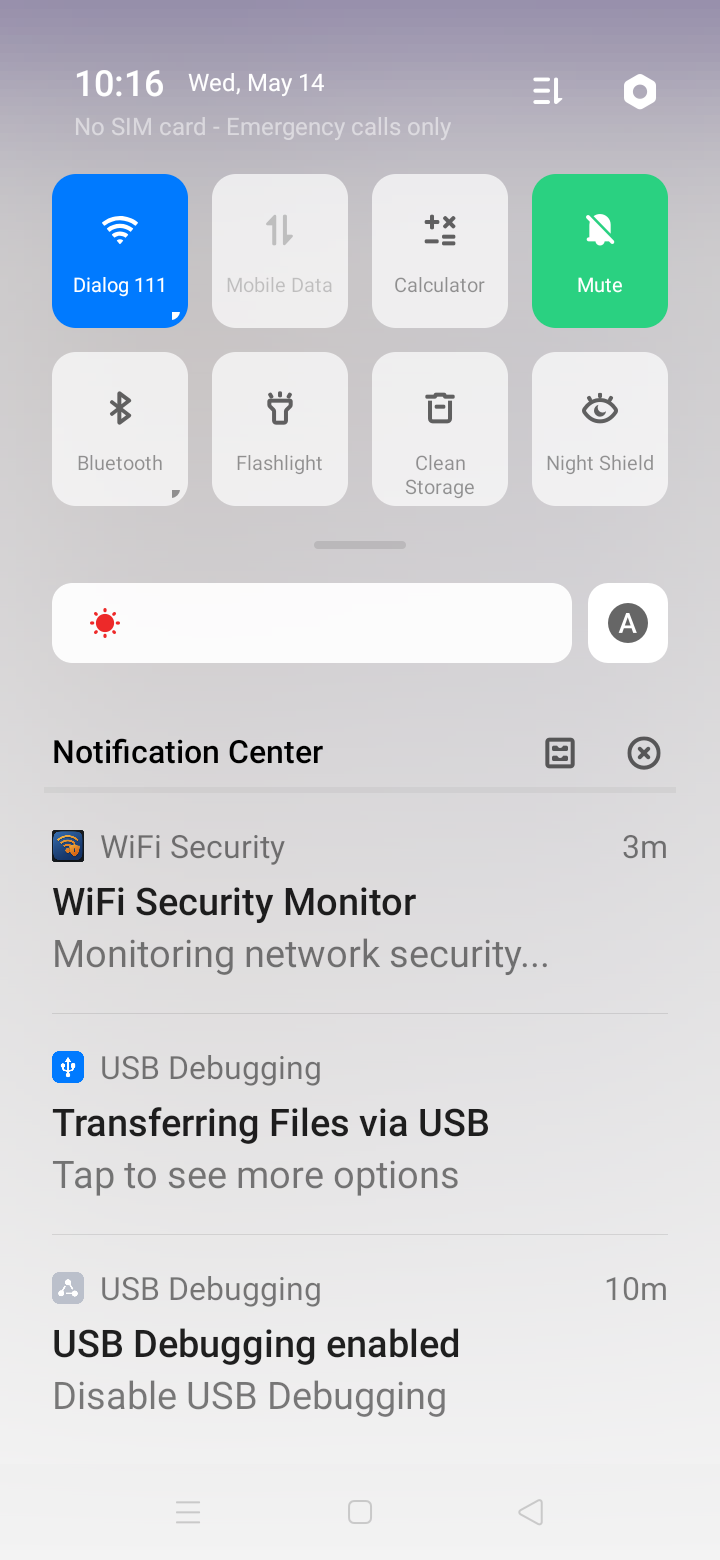 10:16 Wed, May 14
No SIM card - Emergency calls only
Dialog 111
Mobile Data
Calculator
Mute
Bluetooth
Flashlight
Clean
Storage
Night Shield
A
Notification Center
WiFi Security 3m
WiFi Security Monitor
Monitoring network security...
USB Debugging
Transferring Files via USB
Tap to see more options
USB Debugging 10m
USB Debugging enabled
Disable USB Debugging